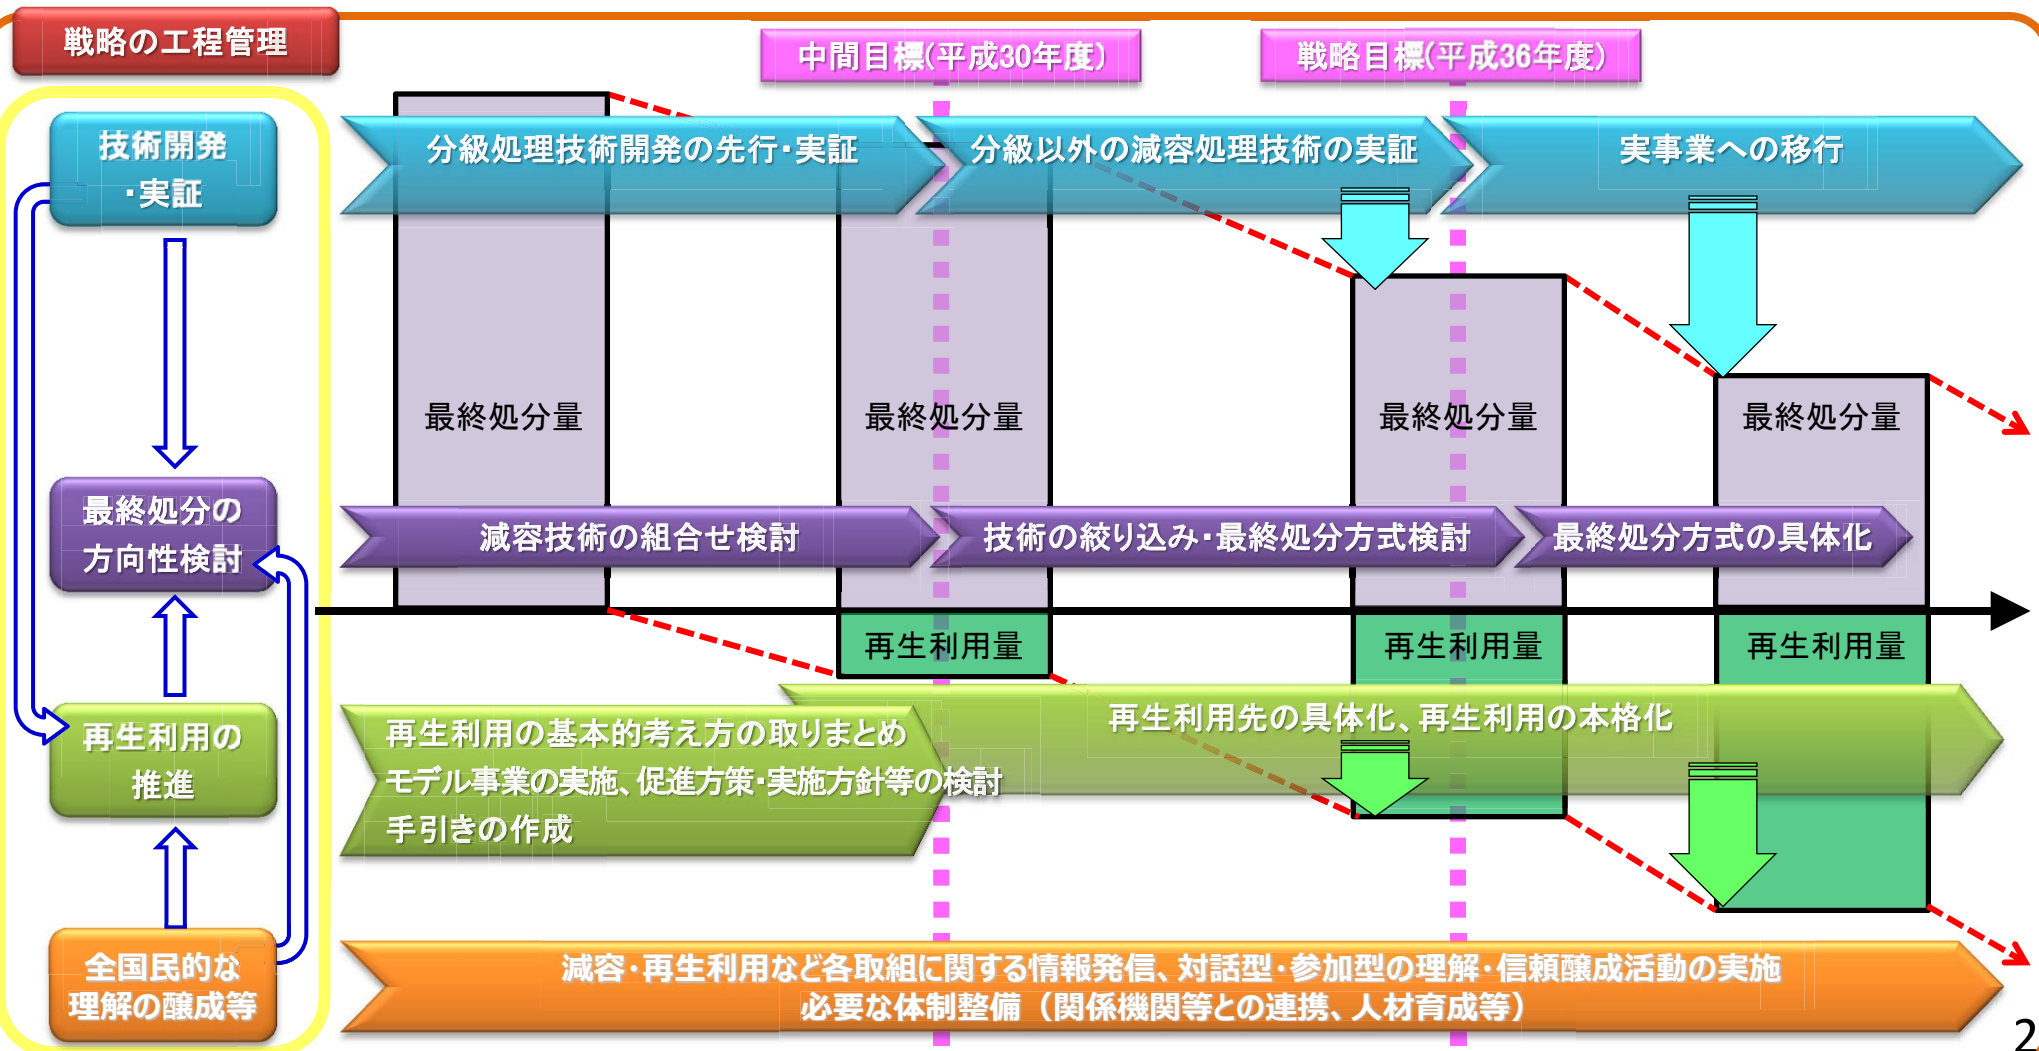 戦略の工程管理
中間目標(平成30年度)
戦略目標(平成36年度)
技術開発
・実証
分級処理技術開発の先行・実証
分級以外の減容処理技術の実証
実事業への移行
最終処分量
最終処分量
最終処分量
最終処分量
最終処分の
方向性検討
減容技術の組合せ検討
技術の絞り込み・最終処分方式検討
最終処分方式の具体化
再生利用量
再生利用量
再生利用量
再生利用の
推進
再生利用の基本的考え方の取りまとめ
モデル事業の実施、促進方策・実施方針等の検討
手引きの作成
再生利用先の具体化、再生利用の本格化
全国民的な
理解の醸成等
減容・再生利用など各取組に関する情報発信、対話型・参加型の理解・信頼醸成活動の実施
必要な体制整備（関係機関等との連携、人材育成等）
2